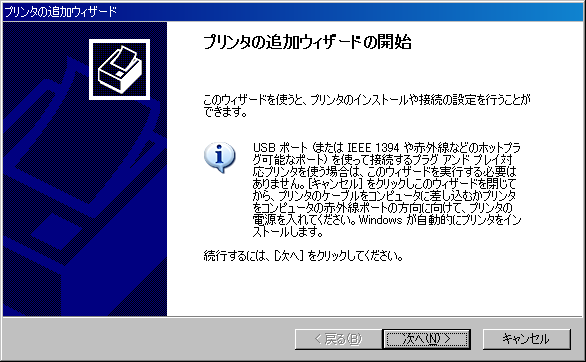 プリンタの追加ウィザード
プリンタの追加ウィザードの開始
このウィザードを使うと、プリンタのインストールや接続の設定を行うことが
できます。
USB ポート (または IEEE 1394 や赤外線などのホットプラ
グ可能なポート) を使って接続するプラグ アンド プレイ対
応プリンタを使う場合は、このウィザードを実行する必要は
ありません。[キャンセル] をクリックしこのウィザードを閉じて
から、プリンタのケーブルをコンピュータに差し込むかプリンタ
をコンピュータの赤外線ポートの方向に向けて、プリンタの
電源を入れてください。Windows が自動的にプリンタをイン
ストールします。
続行するには、[次へ] をクリックしてください。
< 戻る(B)
次へ(N) >
キャンセル